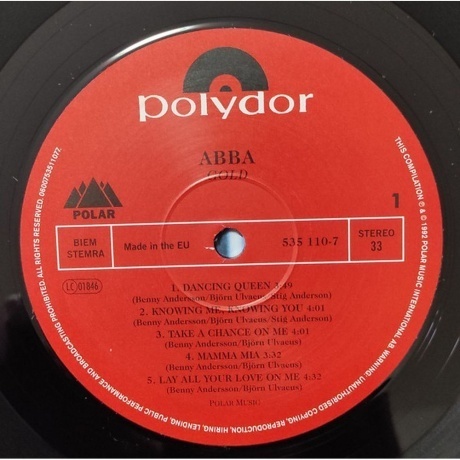 polydor
ABBA
GOLD
POLAR
1
BIEM
STEMRA
Made in the EU
535 110-7
STEREO
33
LC 01846
1. DANCING QUEEN 3:49
(Benny Andersson/Björn Ulvaeus/Stig Anderson)
2. KNOWING ME, KNOWING YOU 4:01
(Benny Andersson/Björn Ulvaeus/Stig Anderson)
3. TAKE A CHANCE ON ME 4:01
(Benny Andersson/Björn Ulvaeus)
4. MAMMA MIA 3:32
(Benny Andersson/Björn Ulvaeus/Stig Anderson)
5. LAY ALL YOUR LOVE ON ME 4:32
(Benny Andersson/Björn Ulvaeus)
POLAR MUSIC
THIS COMPILATION ℗ & © 1992 POLAR MUSIC INTERNATIONAL AB. WARNING: UNAUTHORISED COPYING, REPRODUCTION, HIRING, LENDING, PUBLIC PERFORMANCE AND BROADCASTING PROHIBITED. ALL RIGHTS RESERVED. 0600753511077.